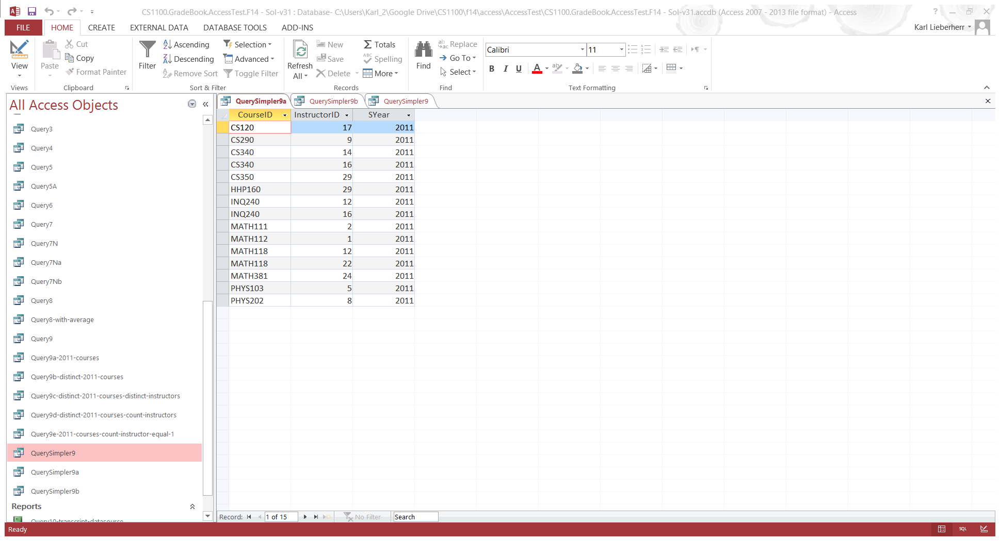 CS1100.GradeBook.AccessTest.F14 - Sol-v31 : Database- C:\Users\Karl_2\Google Drive\CS1100\f14\access\AccessTest\CS1100.GradeBook.AccessTest.F14 - Sol-v31.accdb (Access 2007 - 2013 file format) - Access
FILE HOME CREATE EXTERNAL DATA DATABASE TOOLS ADD-INS Karl Lieberherr
View
Views
Paste
Cut
Copy
Format Painter
Clipboard
Filter
Ascending
Descending
Remove Sort
Selection
Advanced
Toggle Filter
Sort & Filter
Refresh
All
New
Save
Delete
Totals
Spelling
More
Records
Find
Replace
Go To
Select
Find
Calibri 11
B I U A
Text Formatting
All Access Objects
Query3
Query4
Query5
Query5A
Query6
Query7
Query7N
Query7Na
Query7Nb
Query8
Query8-with-average
Query9
Query9a-2011-courses
Query9b-distinct-2011-courses
Query9c-distinct-2011-courses-distinct-instructors
Query9d-distinct-2011-courses-count-instructors
Query9e-2011-courses-count-instructor-equal-1
QuerySimpler9
QuerySimpler9a
QuerySimpler9b
Reports
Query10-transcript-datasource
QuerySimpler9a QuerySimpler9b QuerySimpler9
CourseID InstructorID SYear
CS120 17 2011
CS290 9 2011
CS340 14 2011
CS340 16 2011
CS350 29 2011
HHP160 29 2011
INQ240 12 2011
INQ240 16 2011
MATH111 2 2011
MATH112 1 2011
MATH118 12 2011
MATH118 22 2011
MATH381 24 2011
PHYS103 5 2011
PHYS202 8 2011
Record: 1 of 15 No Filter Search
Ready SQL